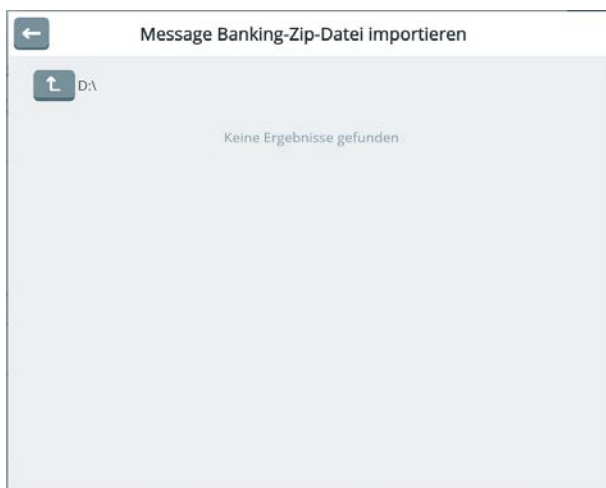 Message Banking-Zip-Datei importieren
D:\
Keine Ergebnisse gefunden